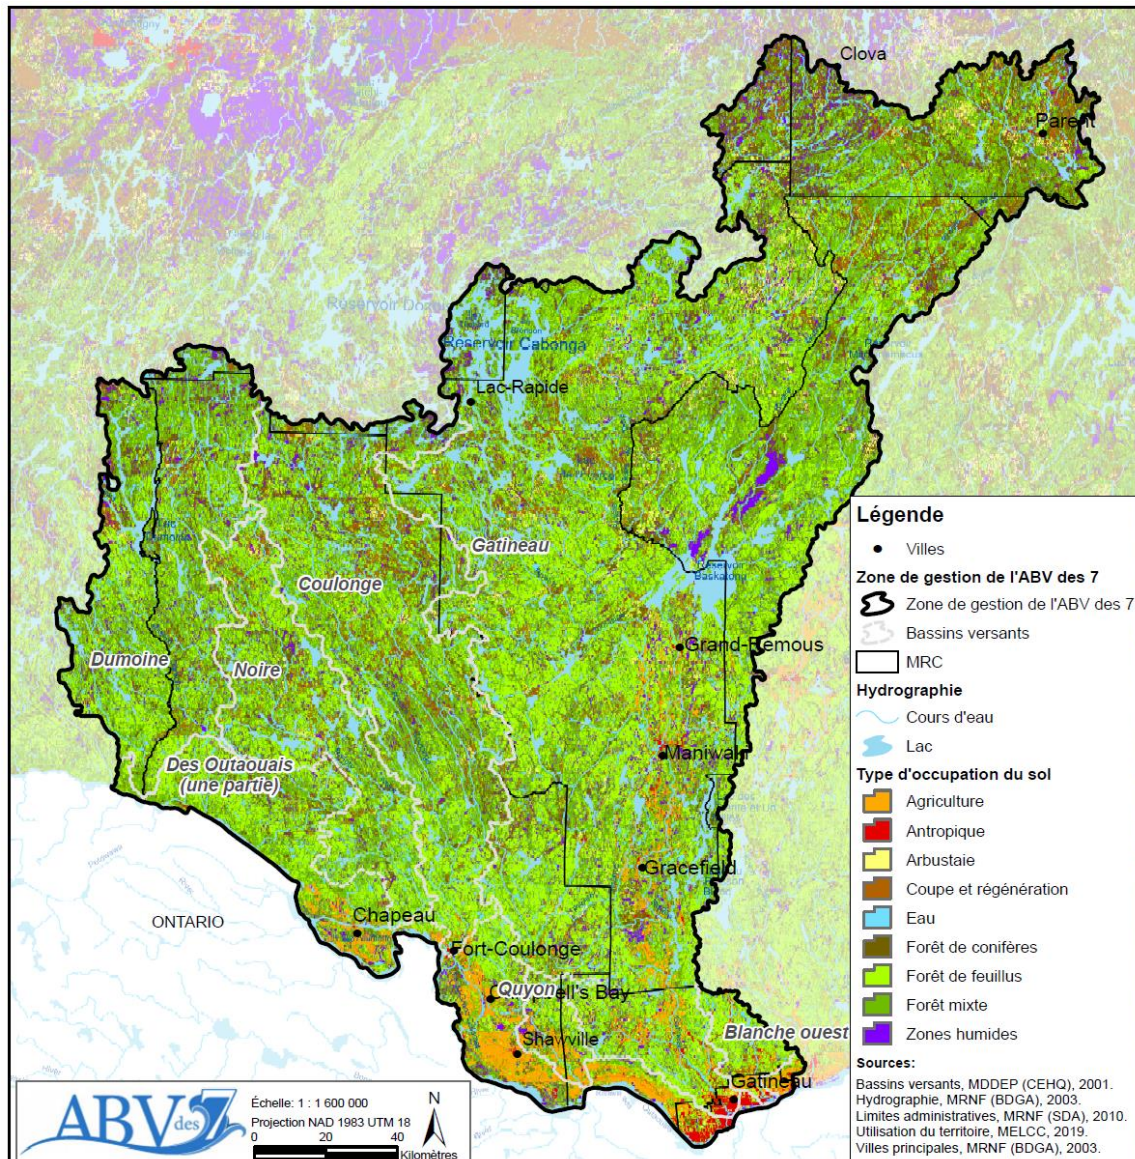 Clova
Parent
Reservoir Cabonga
Lac-Rapide
Gatineau
Coulonge
Reservoir
Baskatong
Grand-Remous
Dumoine
Noire
Maniwaki
Des Outaouais
(une partie)
Gracefield
ONTARIO
Chapeau
Fort-Coulonge
Quyon
Shawville
Blanche ouest
Gatineau
Légende
Villes
Zone de gestion de l'ABV des 7
Zone de gestion de l'ABV des 7
Bassins versants
MRC
Hydrographie
Cours d'eau
Lac
Type d'occupation du sol
Agriculture
Antropique
Arbustaie
Coupe et régénération
Eau
Forêt de conifères
Forêt de feuillus
Forêt mixte
Zones humides
Sources:
Bassins versants, MDDEP (CEHQ), 2001.
Hydrographie, MRNF (BDGA), 2003.
Limites administratives, MRNF (SDA), 2010.
Utilisation du territoire, MELCC, 2019.
Villes principales, MRNF (BDGA), 2003.
ABV des 7
Échelle: 1 : 1 600 000
Projection NAD 1983 UTM 18
N
0 20 40
Kilomètres